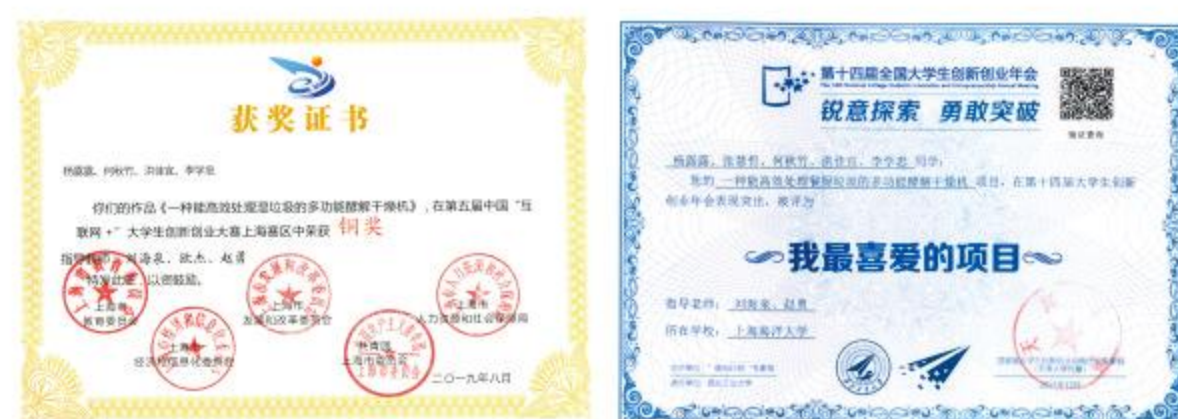 获奖证书
杨露露、何秋竹、洪佳宜、李学忠
你们的作品《一种能高效处理湿垃圾的多功能酵解干燥机》,在第五届中国“互
联网+”大学生创新创业大赛上海赛区中荣获 铜奖
指导教师:刘海泉、欧杰、赵勇
特发此证,以资鼓励。
上海市
教育委员会
上海市
发展和改革委员会
上海市
人力资源和社会保障局
上海市
经济和信息化委员会
共青团
上海市委员会
二〇一九年八月
第十四届全国大学生创新创业年会
锐意探索 勇敢突破
杨露露、张慧恒、何秋竹、洪佳宜、李学忠 同学:
一种能高效处理餐厨垃圾的多功能酵解干燥机 项目,在第十四届大学生创新
创业年会表现突出,被评为
我最喜爱的项目
指导老师: 刘海泉、赵勇
所在学校: 上海海洋大学